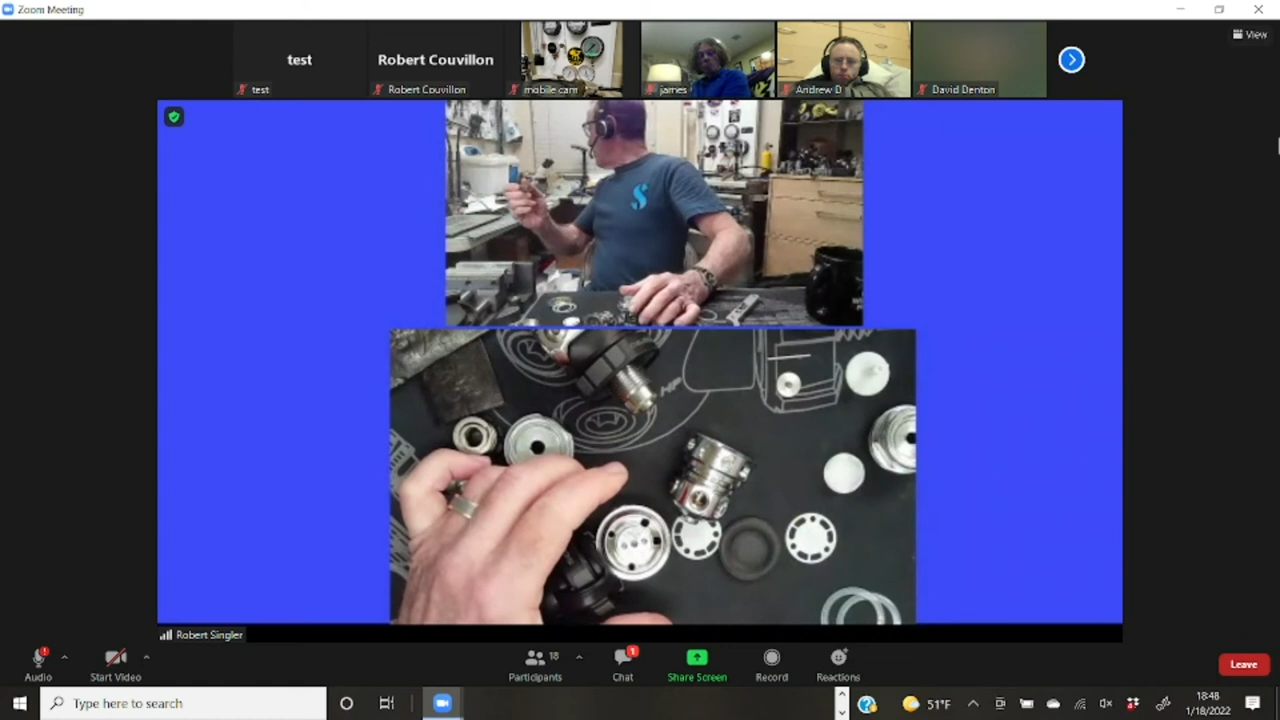 Zoom Meeting
View
test
Robert Couvillon
test
Robert Couvillon
mobile cam
james
Andrew D
David Denton
S
HP
Robert Singler
Audio
Start Video
18
Participants
1
Chat
Share Screen
Record
Reactions
Leave
Type here to search
51°F
18:48
1/18/2022